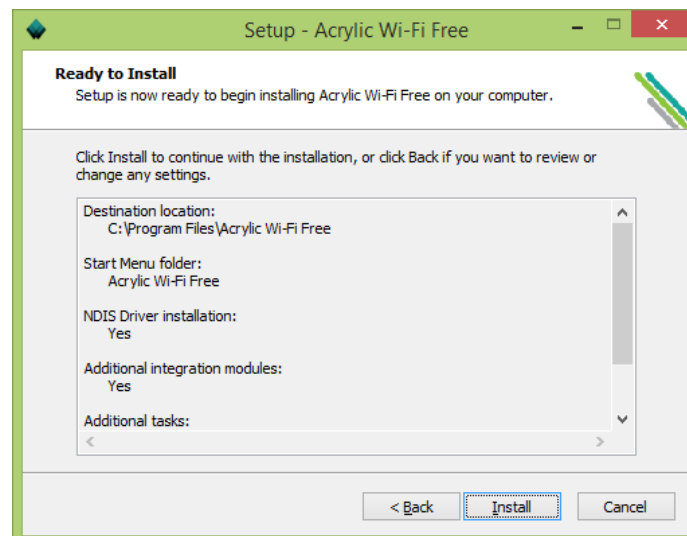 Setup - Acrylic Wi-Fi Free
Ready to Install
Setup is now ready to begin installing Acrylic Wi-Fi Free on your computer.
Click Install to continue with the installation, or click Back if you want to review or
change any settings.
Destination location:
C:\Program Files\Acrylic Wi-Fi Free
Start Menu folder:
Acrylic Wi-Fi Free
NDIS Driver installation:
Yes
Additional integration modules:
Yes
Additional tasks:
< Back
Install
Cancel